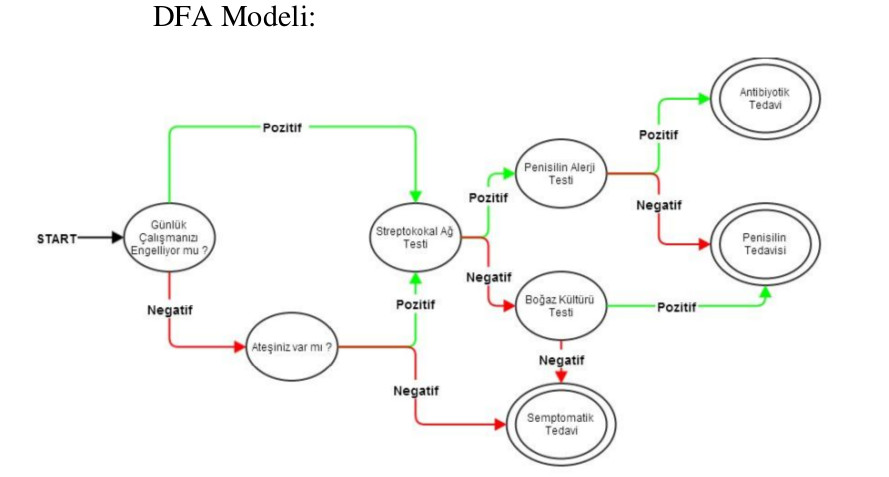 DFA Modeli:
Pozitif
START
Günlük
Çalışmanızı
Engelliyor mu ?
Negatif
Ateşiniz var mı ?
Streptokokal Ağ
Testi
Pozitif
Negatif
Pozitif
Negatif
Penisilin Alerji
Testi
Boğaz Kültürü
Testi
Pozitif
Negatif
Pozitif
Negatif
Antibiyotik
Tedavi
Penisilin
Tedavisi
Semptomatik
Tedavi